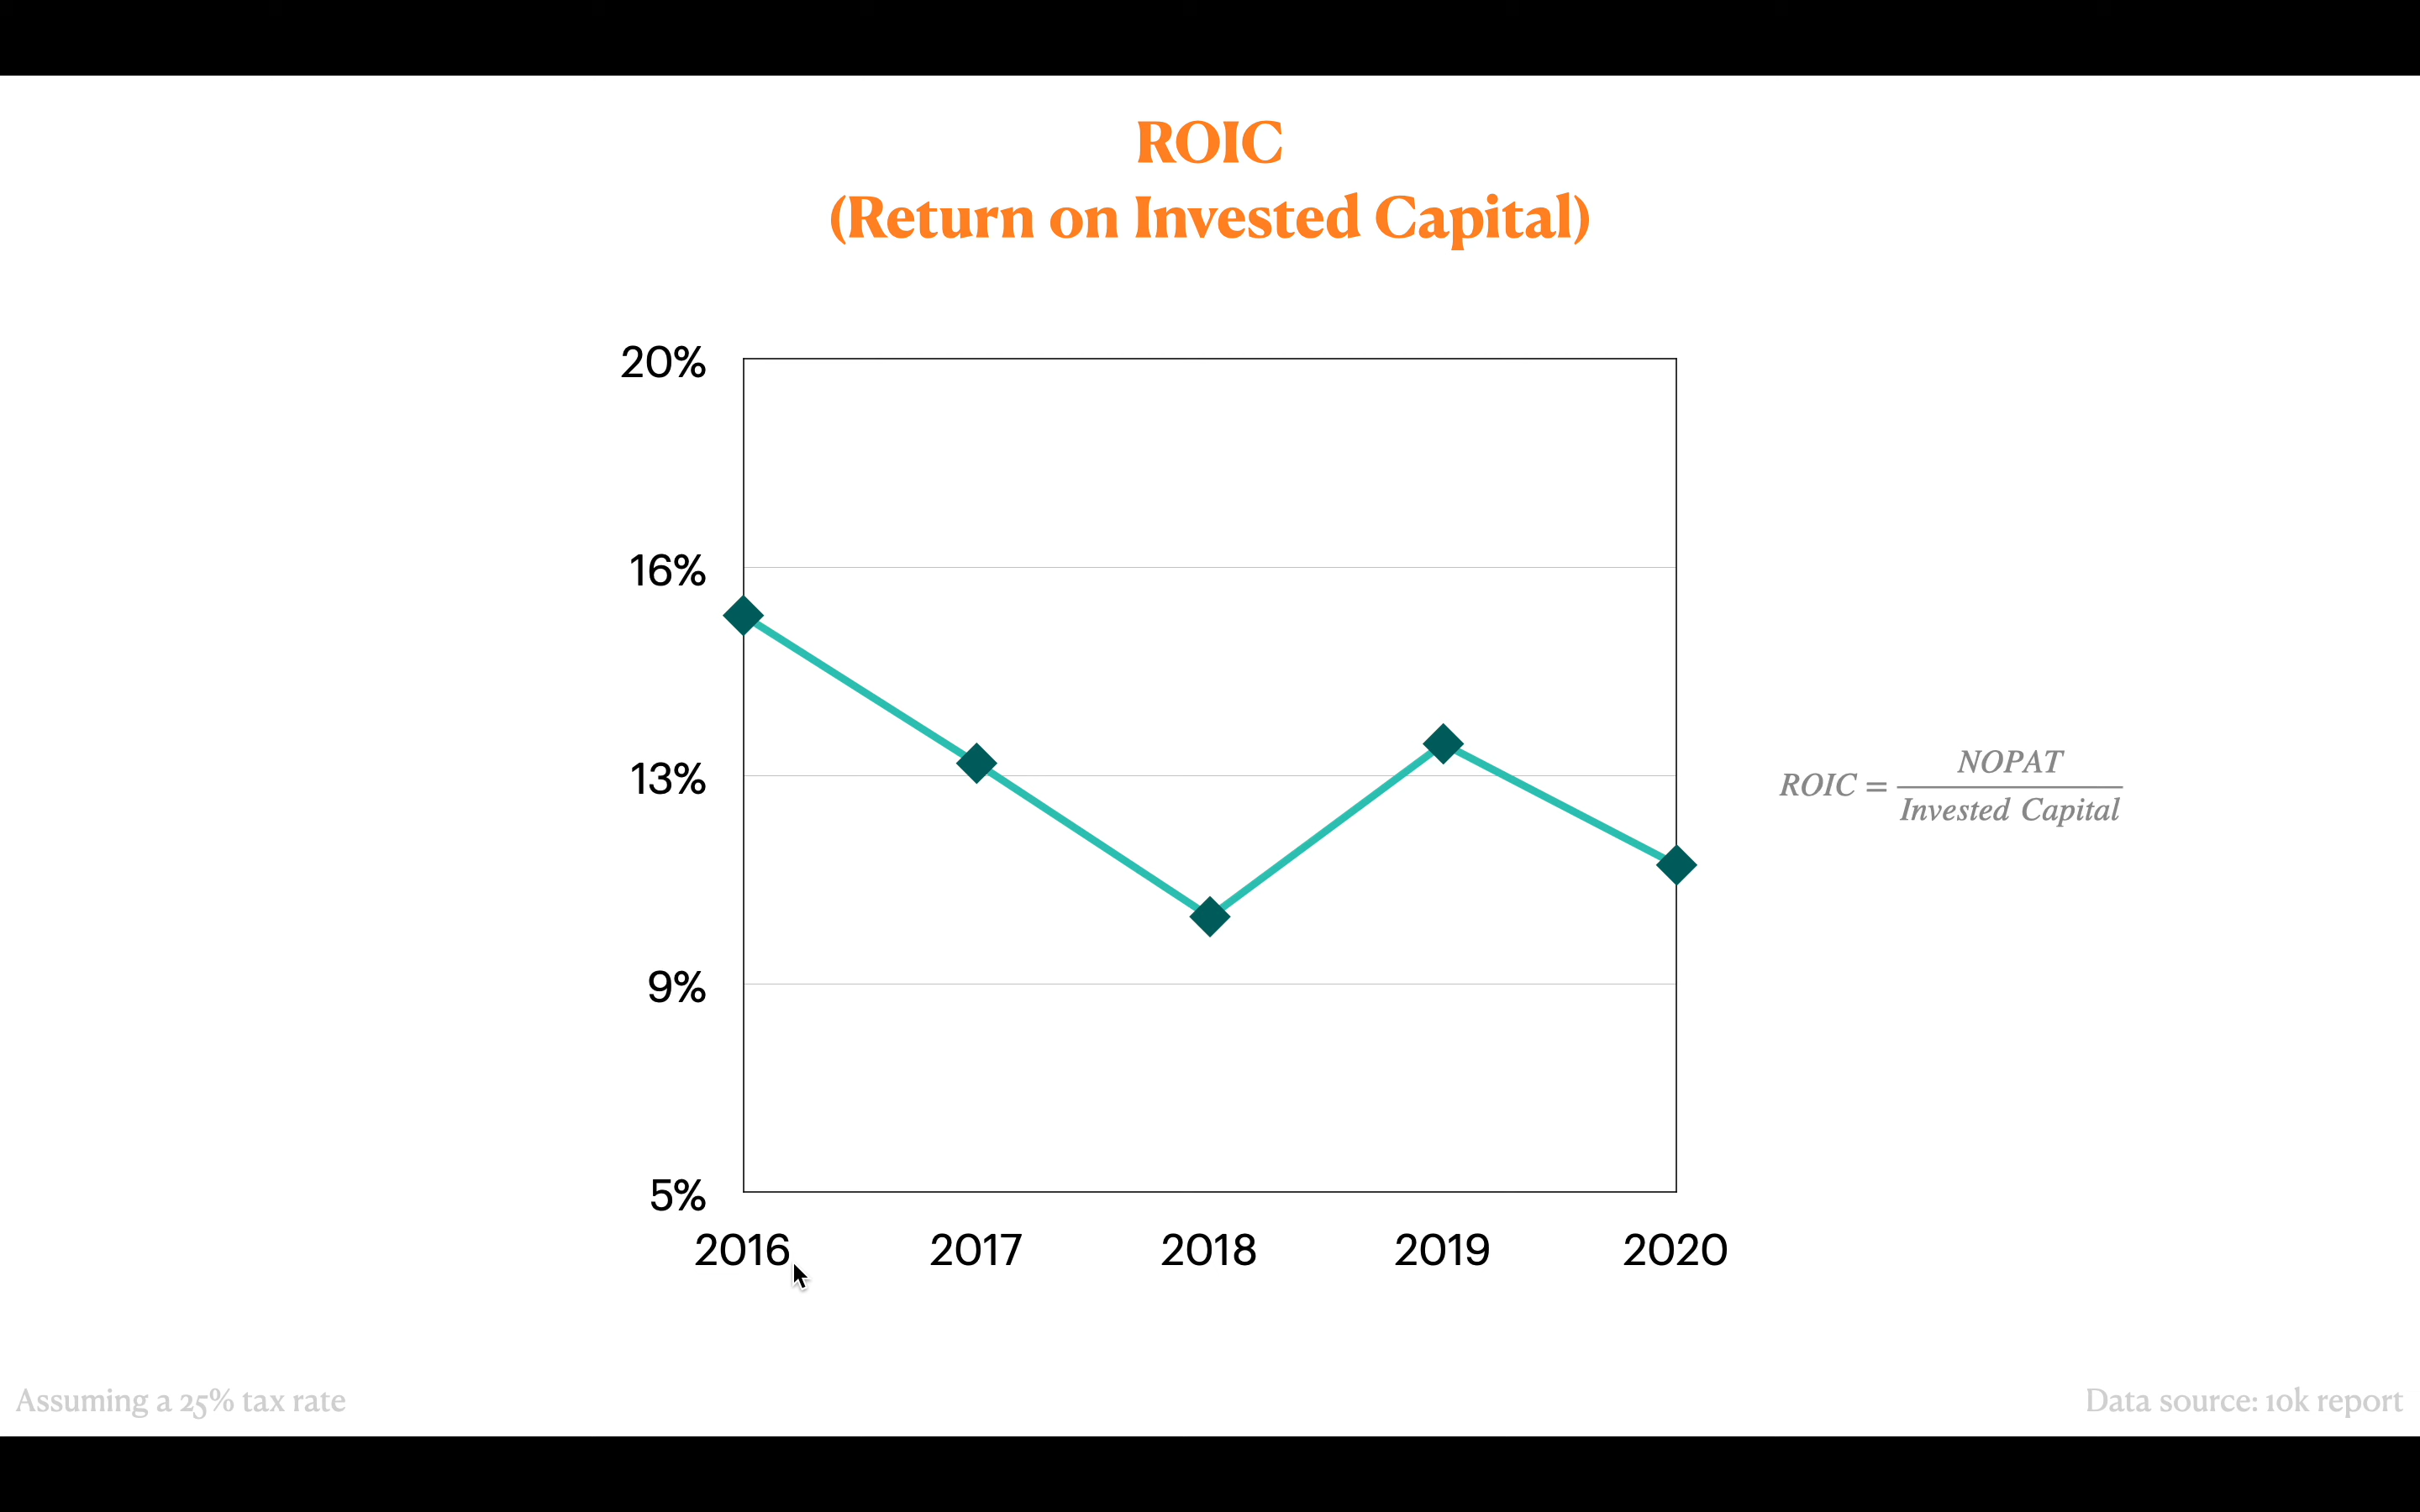 ROIC
(Return on Invested Capital)
20%
16%
13%
9%
5%
2016 2017 2018 2019 2020
ROIC = NOPAT / Invested Capital
Assuming a 25% tax rate
Data source: 10k report